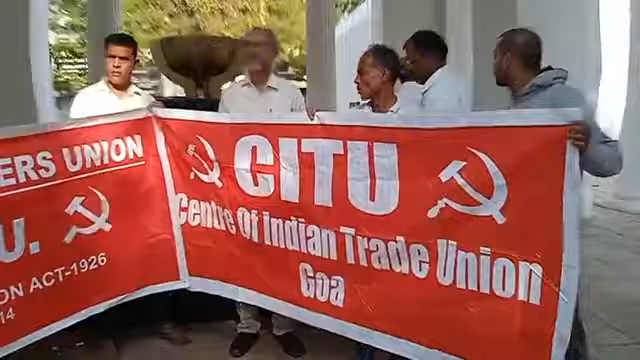 ERS UNION
U.
ON ACT-1926
14
CITU
Centre Of Indian Trade Union
Goa